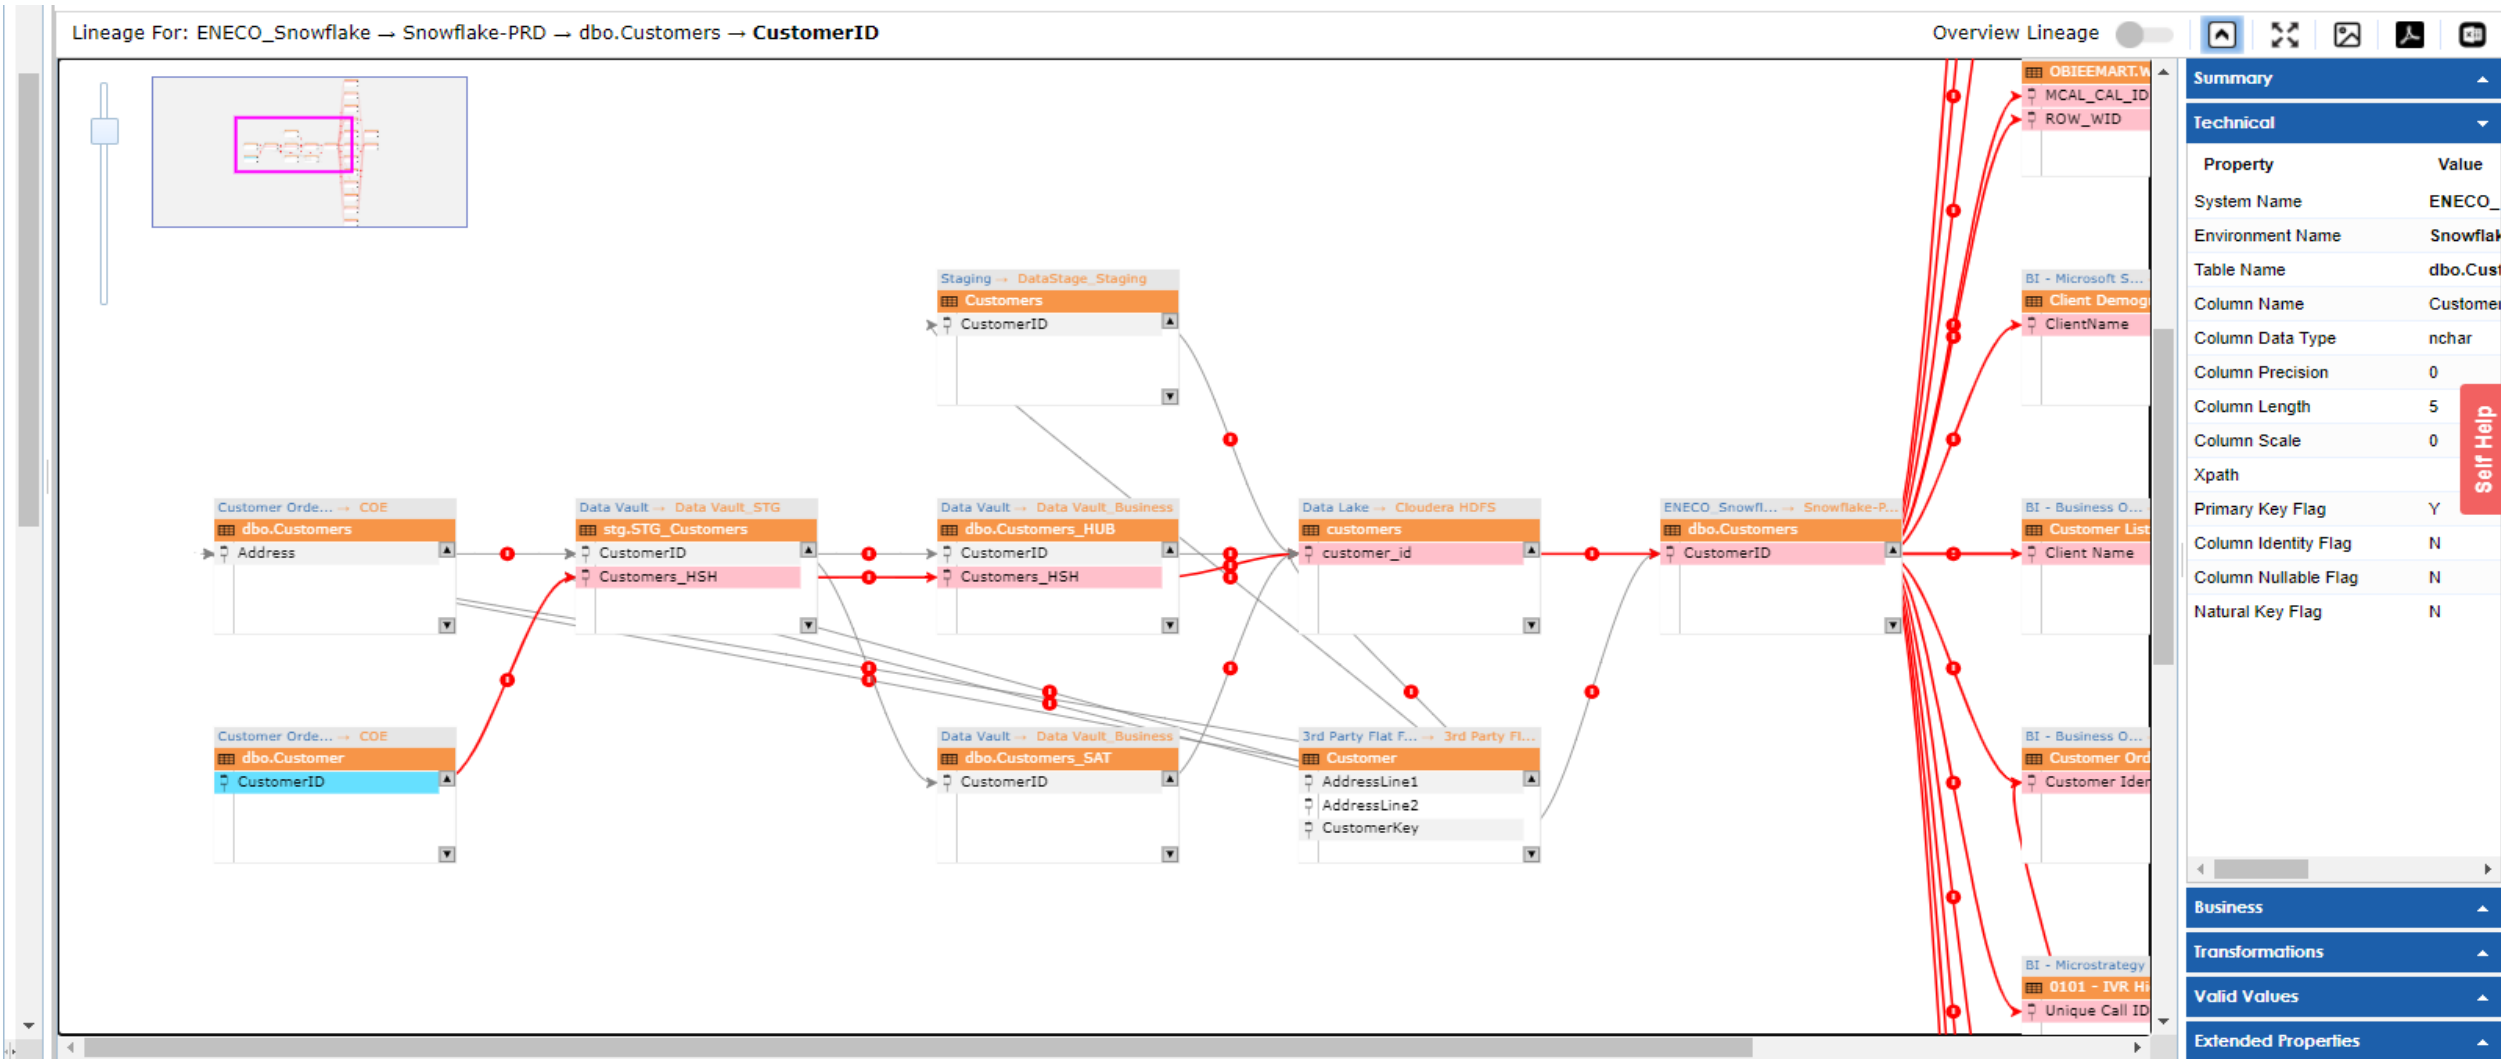 Lineage For: ENECO_Snowflake → Snowflake-PRD → dbo.Customers → CustomerID
Overview Lineage
OBIEEMART.W
MCAL_CAL_ID
ROW_WID
Staging → DataStage_Staging
Customers
CustomerID
BI - Microsoft S...
Client Demog
ClientName
Customer Orde... → COE
dbo.Customers
Address
Data Vault → Data Vault_STG
stg.STG_Customers
CustomerID
Customers_HSH
Data Vault → Data Vault_Business
dbo.Customers_HUB
CustomerID
Customers_HSH
Data Lake → Cloudera HDFS
customers
customer_id
ENECO_Snowfl... → Snowflake-P...
dbo.Customers
CustomerID
BI - Business O...
Customer List
Client Name
Customer Orde... → COE
dbo.Customer
CustomerID
Data Vault → Data Vault_Business
dbo.Customers_SAT
CustomerID
3rd Party Flat F... → 3rd Party Fl...
Customer
AddressLine1
AddressLine2
CustomerKey
BI - Business O...
Customer Ord
Customer Iden
BI - Microstrategy
0101 - IVR Hi
Unique Call ID
Summary
Technical
Property Value
System Name ENECO_
Environment Name Snowflak
Table Name dbo.Cust
Column Name Customer
Column Data Type nchar
Column Precision 0
Column Length 5
Column Scale 0
Xpath
Primary Key Flag Y
Column Identity Flag N
Column Nullable Flag N
Natural Key Flag N
Self Help
Business
Transformations
Valid Values
Extended Properties